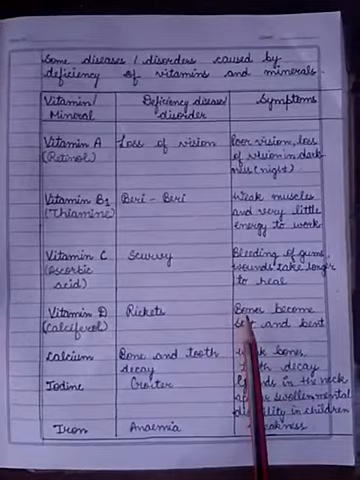 Some diseases / disorders caused by
deficiency of vitamins and minerals.
Vitamin/ Mineral
Deficiency disease/ disorder
Symptoms
Vitamin A (Retinol)
Loss of vision
Poor vision, loss
of vision in dark-
ness (night)
Vitamin B1 (Thiamine)
Beri - Beri
Weak muscles
and very little
energy to work
Vitamin C (Ascorbic acid)
Scurvy
Bleeding of gums,
wounds take longer
to heal
Vitamin D (Calciferol)
Rickets
Bones become
and bent
Calcium
Bone and tooth decay
bones,
decay
Iodine
Goiter
in the neck
swollen mental
in children
Iron
Anaemia